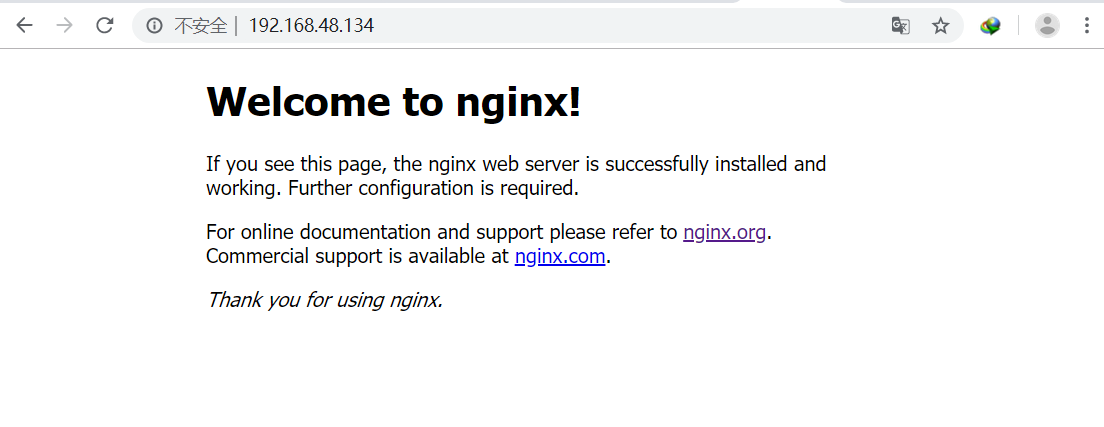 不安全 | 192.168.48.134
Welcome to nginx!
If you see this page, the nginx web server is successfully installed and
working. Further configuration is required.
For online documentation and support please refer to nginx.org.
Commercial support is available at nginx.com.
Thank you for using nginx.